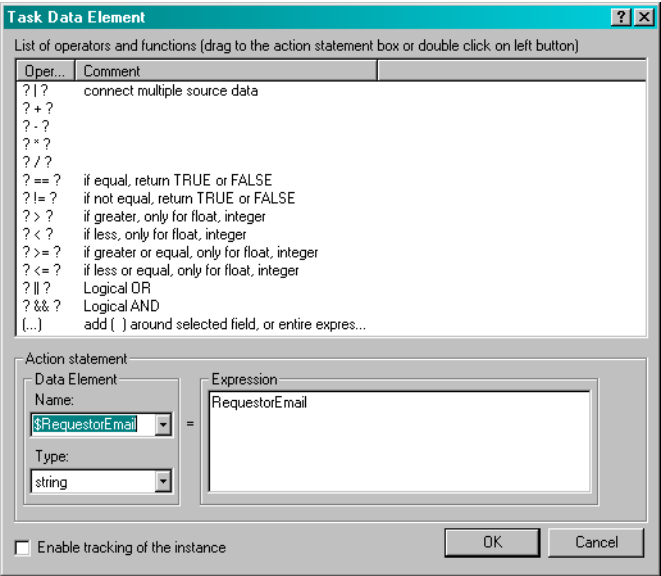 Task Data Element
List of operators and functions (drag to the action statement box or double click on left button)
Oper... Comment
? | ? connect multiple source data
? + ?
? - ?
? * ?
? / ?
? == ? if equal, return TRUE or FALSE
? != ? if not equal, return TRUE or FALSE
? > ? if greater, only for float, integer
? < ? if less, only for float, integer
? >= ? if greater or equal, only for float, integer
? <= ? if less or equal, only for float, integer
? || ? Logical OR
? && ? Logical AND
(...) add ( ) around selected field, or entire expres...
Action statement
Data Element
Name:
$RequestorEmail
Type:
string
=
Expression
RequestorEmail
Enable tracking of the instance
OK
Cancel